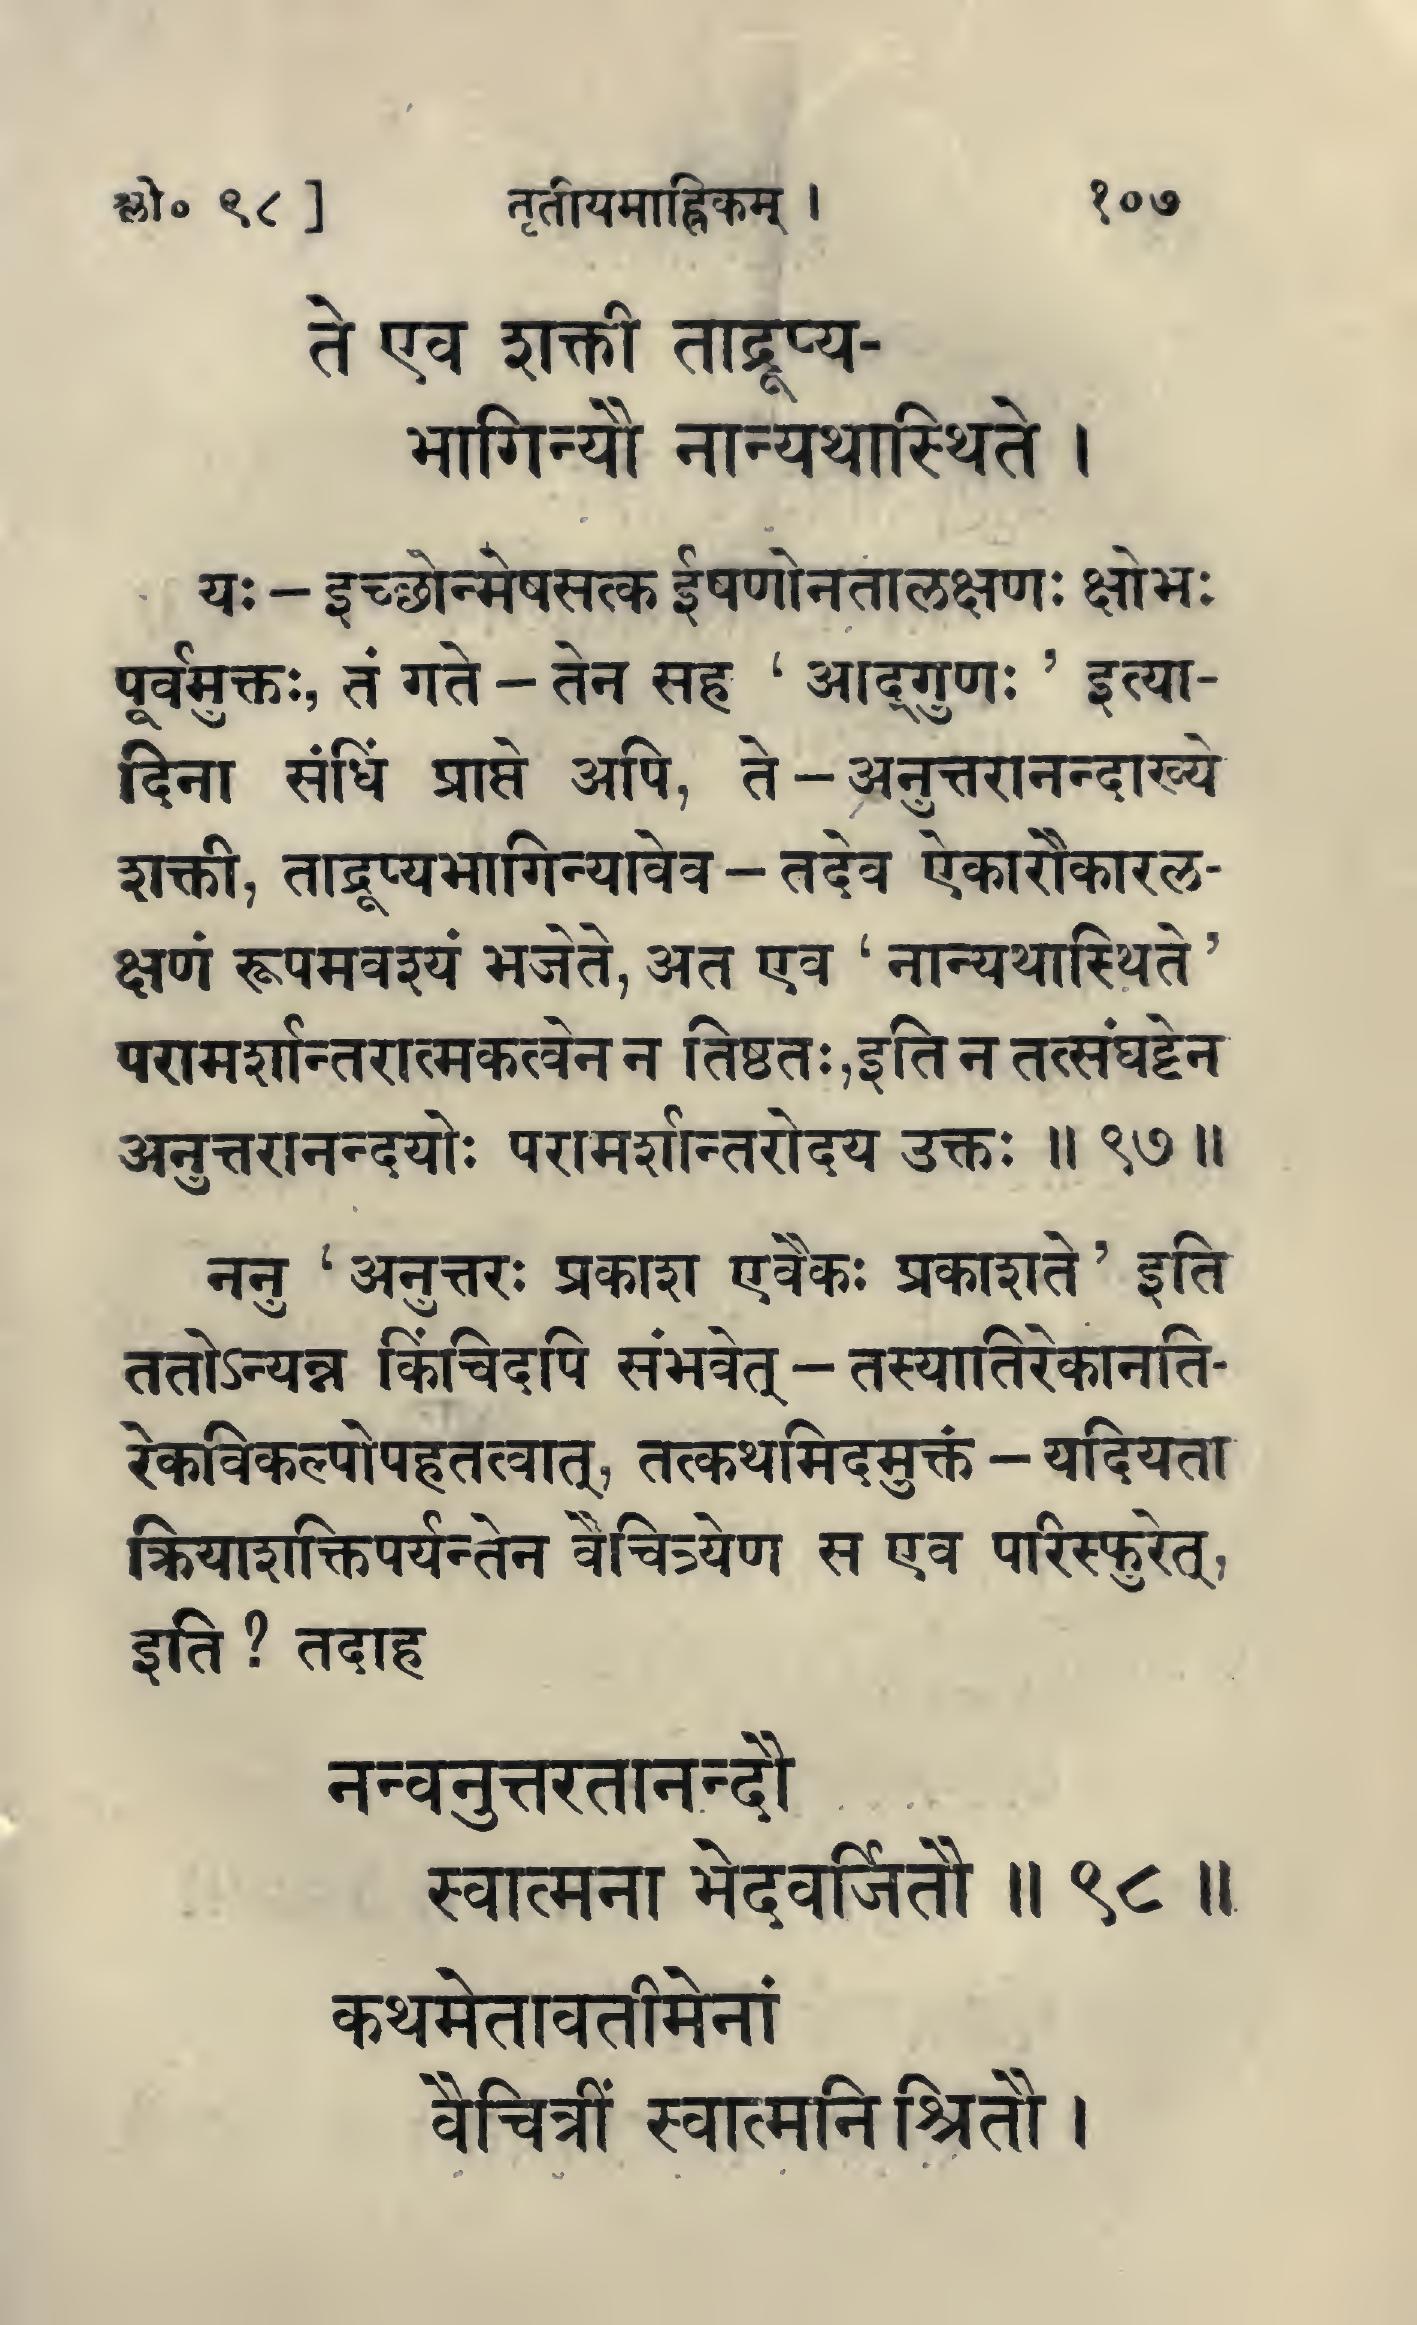 श्लो० ९८ ] तृतीयमाह्निकम् । १०७
ते एव शक्ती ताद्रूप्य-
भागिन्यौ नान्यथास्थिते ।
यः – इच्छोन्मेषसत्क ईषणोनतालक्षणः क्षोभः
पूर्वमुक्तः, तं गते – तेन सह ‘ आद्गुणः ’ इत्या-
दिना संधिं प्राप्ते अपि, ते – अनुत्तरानन्दाख्ये
शक्ती, ताद्रूप्यभागिन्यावेव – तदेव ऐकारौकारल-
क्षणं रूपमवश्यं भजेते, अत एव ‘ नान्यथास्थिते ’
परामर्शान्तरात्मकत्वेन न तिष्ठतः, इति न तत्संघट्टेन
अनुत्तरानन्दयोः परामर्शान्तरोदय उक्तः ॥ ९७ ॥
ननु ‘ अनुत्तरः प्रकाश एवैकः प्रकाशते ’ इति
ततोऽन्यन्न किंचिदपि संभवेत् – तस्यातिरेकानति-
रेकविकल्पोपहतत्वात्, तत्कथमिदमुक्तं – यदियता
क्रियाशक्तिपर्यन्तेन वैचित्र्येण स एव परिस्फुरेत्,
इति ? तदाह
नन्वनुत्तरतानन्दौ
स्वात्मना भेदवर्जितौ ॥ ९८ ॥
कथमेतावतीमेनां
वैचित्रीं स्वात्मनि श्रितौ ।